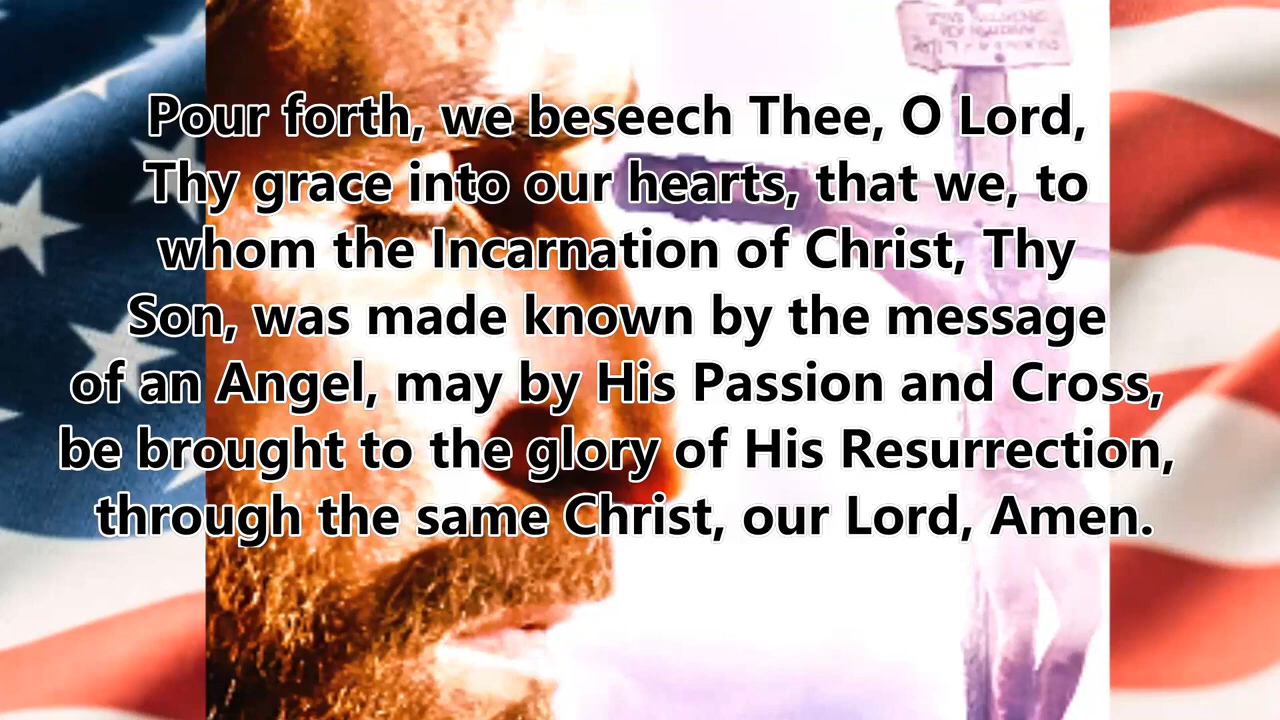 Pour forth, we beseech Thee, O Lord,
Thy grace into our hearts, that we, to
whom the Incarnation of Christ, Thy
Son, was made known by the message
of an Angel, may by His Passion and Cross,
be brought to the glory of His Resurrection,
through the same Christ, our Lord, Amen.